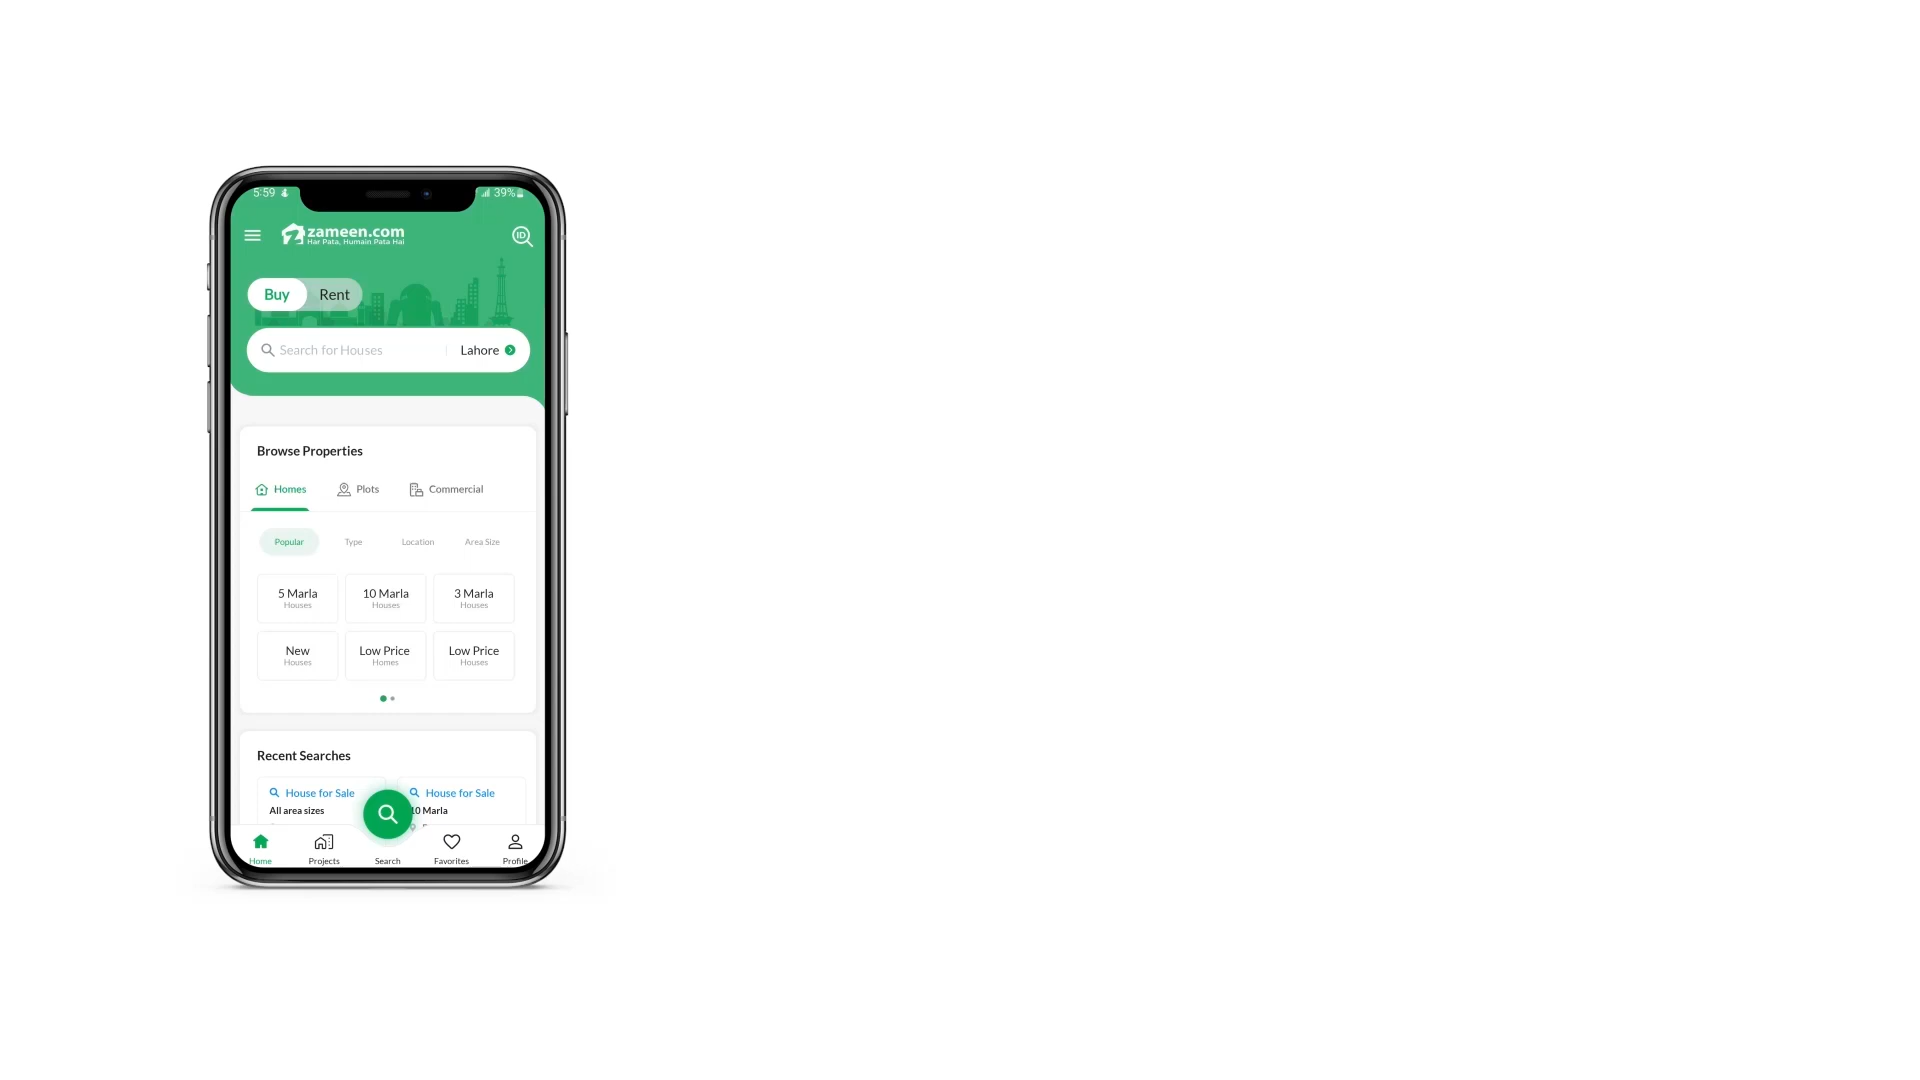 5:59
39%
zameen.com
Har Pata, Humain Pata Hai
ID
Buy
Rent
Search for Houses
Lahore
Browse Properties
Homes
Plots
Commercial
Popular
Type
Location
Area Size
5 Marla
Houses
10 Marla
Houses
3 Marla
Houses
New
Houses
Low Price
Homes
Low Price
Houses
Recent Searches
House for Sale
All area sizes
House for Sale
10 Marla
Home
Projects
Search
Favorites
Profile